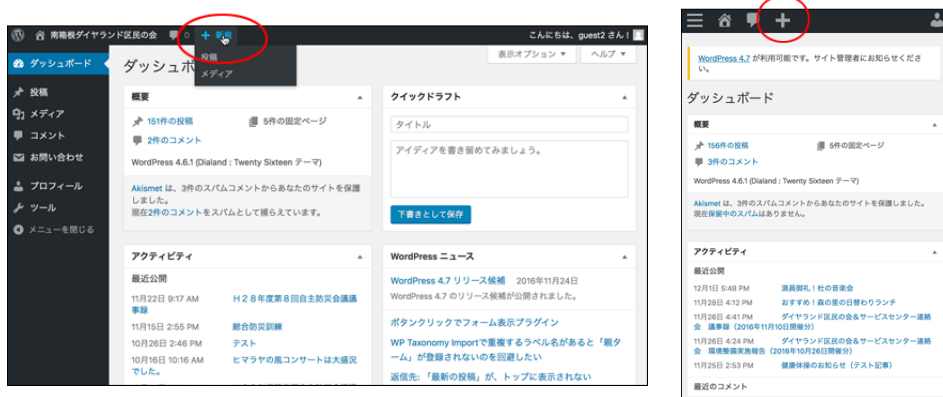 南箱根ダイヤランド区民の会 0 + 新規
こんにちは、guest2 さん！
ダッシュボード
投稿
メディア
コメント
お問い合わせ
プロフィール
ツール
メニューを閉じる
投稿
メディア
表示オプション ヘルプ
ダッシュボ
概要
151件の投稿 5件の固定ページ
2件のコメント
WordPress 4.6.1 (Dialand : Twenty Sixteen テーマ)
Akismet は、3件のスパムコメントからあなたのサイトを保護
しました。
現在2件のコメントをスパムとして捕らえています。
アクティビティ
最近公開
11月22日 9:17 AM H２８年度第８回自主防災会議議
事録
11月15日 2:55 PM 総合防災訓練
10月26日 2:46 PM テスト
10月16日 10:16 AM ヒマラヤの風コンサートは大盛況
でした。
クイックドラフト
タイトル
アイディアを書き留めてみましょう。
下書きとして保存
WordPress ニュース
WordPress 4.7 リリース候補 2016年11月24日
WordPress 4.7 のリリース候補が公開されました。
ボタンクリックでフォーム表示プラグイン
WP Taxonomy Importで重複するラベル名があると「親タ
ーム」が登録されないのを回避したい
返信先: 「最新の投稿」が、トップに表示されない
WordPress 4.7 が利用可能です。サイト管理者にお知らせくださ
い。
ダッシュボード
概要
156件の投稿 5件の固定ページ
3件のコメント
WordPress 4.6.1 (Dialand : Twenty Sixteen テーマ)
Akismet は、3件のスパムコメントからあなたのサイトを保護しました。
現在保留中のスパムはありません。
アクティビティ
最近公開
12月1日 5:48 PM 満員御礼！杜の音楽会
11月28日 4:12 PM おすすめ！森の里の日替わりランチ
11月26日 4:41 PM ダイヤランド区民の会＆サービスセンター連絡
会 議事録（2016年11月10日開催分）
11月26日 4:24 PM ダイヤランド区民の会＆サービスセンター連絡
会 環境整備実施報告（2016年10月26日開催分）
11月25日 2:53 PM 健康体操のお知らせ（テスト記事）
最近のコメント